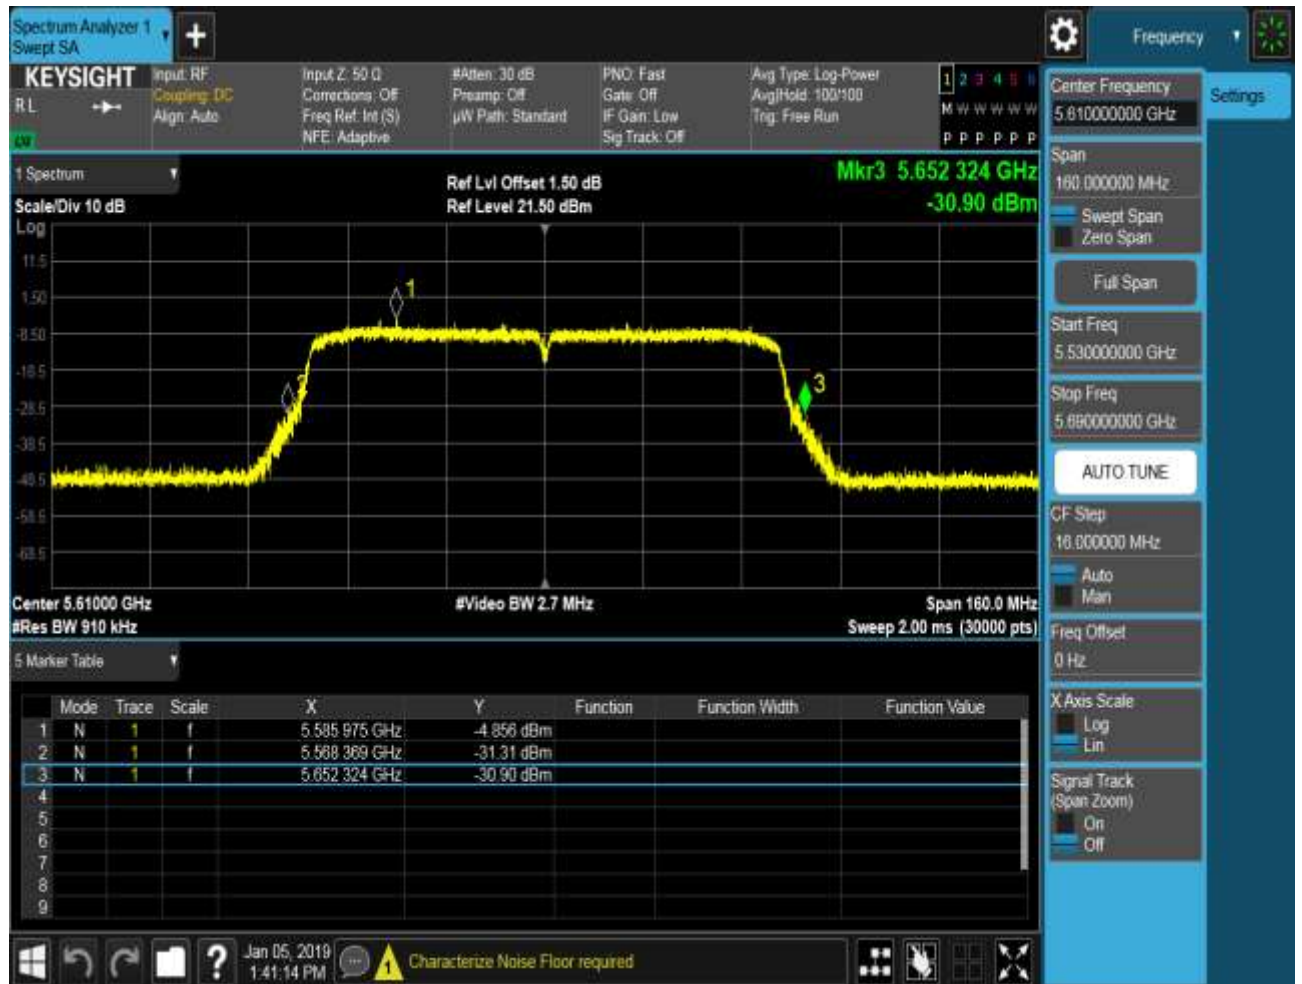 Spectrum Analyzer 1
Swept SA
+
Frequency
KEYSIGHT
R L
Input: RF
Coupling: DC
Align: Auto
Input Z: 50 Ω
Corrections: Off
Freq Ref: Int (S)
NFE: Adaptive
#Atten: 30 dB
Preamp: Off
µW Path: Standard
PNO: Fast
Gate: Off
IF Gain: Low
Sig Track: Off
Avg Type: Log-Power
Avg|Hold: 100/100
Trig: Free Run
1 2 3 4 5 6
M W W W W W
P P P P P P
1 Spectrum
Scale/Div 10 dB
Log
Ref Lvl Offset 1.50 dB
Ref Level 21.50 dBm
Mkr3 5.652 324 GHz
-30.90 dBm
11.5
1.50
-8.50
-18.5
-28.5
-38.5
-48.5
-58.5
-68.5
1
2
3
Center 5.61000 GHz
#Res BW 910 kHz
#Video BW 2.7 MHz
Span 160.0 MHz
Sweep 2.00 ms (30000 pts)
5 Marker Table
Mode Trace Scale X Y Function Function Width Function Value
1 N 1 f 5.585 975 GHz -4.856 dBm
2 N 1 f 5.568 369 GHz -31.31 dBm
3 N 1 f 5.652 324 GHz -30.90 dBm
4
5
6
7
8
9
Jan 05, 2019
1:41:14 PM
?
1
Characterize Noise Floor required
Center Frequency
5.610000000 GHz
Settings
Span
160.000000 MHz
Swept Span
Zero Span
Full Span
Start Freq
5.530000000 GHz
Stop Freq
5.690000000 GHz
AUTO TUNE
CF Step
16.000000 MHz
Auto
Man
Freq Offset
0 Hz
X Axis Scale
Log
Lin
Signal Track
(Span Zoom)
On
Off